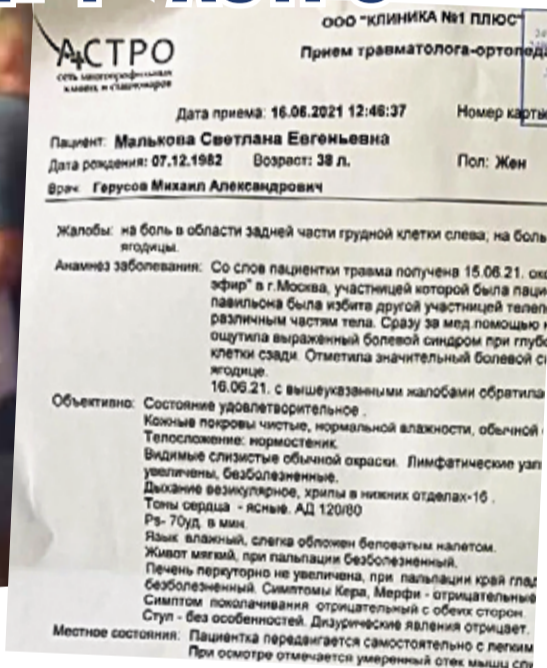 ООО "КЛИНИКА №1 ПЛЮС"
АСТРО
Прием травматолога-ортопеда
сеть многопрофильных
клиник и стационаров
Дата приема: 16.06.2021 12:46:37 Номер карты
Пациент: Малькова Светлана Евгеньевна
Дата рождения: 07.12.1982 Возраст: 38 л. Пол: Жен
Врач: Герусов Михаил Александрович
Жалобы: на боль в области задней части грудной клетки слева; на боль
ягодицы.
Анамнез заболевания: Со слов пациентки травма получена 15.06.21. ок
эфир" в г.Москва, участницей которой была паци
павильона была избита другой участницей телеп
различным частям тела. Сразу за мед.помощью н
ощутила выраженный болевой синдром при глубо
клетки сзади. Отметила значительный болевой с
ягодице.
16.06.21. с вышеуказанными жалобами обратила
Объективно: Состояние удовлетворительное .
Кожные покровы чистые, нормальной влажности, обычной
Телосложение: нормостеник.
Видимые слизистые обычной окраски. Лимфатические узл
увеличены, безболезненные.
Дыхание везикулярное, хрипы в нижних отделах-16 .
Тоны сердца - ясные. АД 120/80
Ps- 70уд. в мин.
Язык влажный, слегка обложен беловатым налетом.
Живот мягкий, при пальпации безболезненный.
Печень перкуторно не увеличена, при пальпации край глад
безболезненный. Симптомы Кера, Мерфи - отрицательные
Симптом поколачивания отрицательный с обеих сторон.
Стул - без особенностей. Дизурические явления отрицает.
Местное состояния: Пациентка передвигается самостоятельно с легким
При осмотре отмечается умеренный отек мышц спи